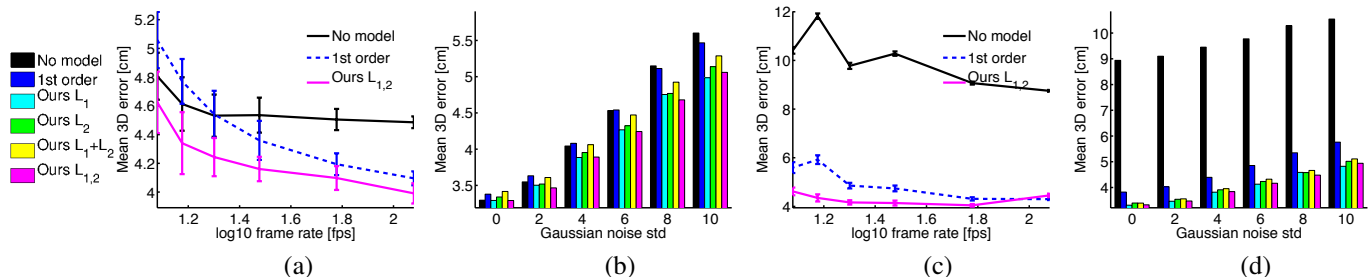 No model
1st order
Ours L1
Ours L2
Ours L1+L2
Ours L1,2
Mean 3D error [cm]
5.2
5
4.8
4.6
4.4
4.2
4
No model
1st order
Ours L1,2
1.2 1.4 1.6 1.8 2
log10 frame rate [fps]
(a)
Mean 3D error [cm]
5.5
5
4.5
4
3.5
0 2 4 6 8 10
Gaussian noise std
(b)
Mean 3D error [cm]
12
10
8
6
4
No model
1st order
Ours L1,2
1.2 1.4 1.6 1.8 2
log10 frame rate [fps]
(c)
Mean 3D error [cm]
10
9
8
7
6
5
4
0 2 4 6 8 10
Gaussian noise std
(d)